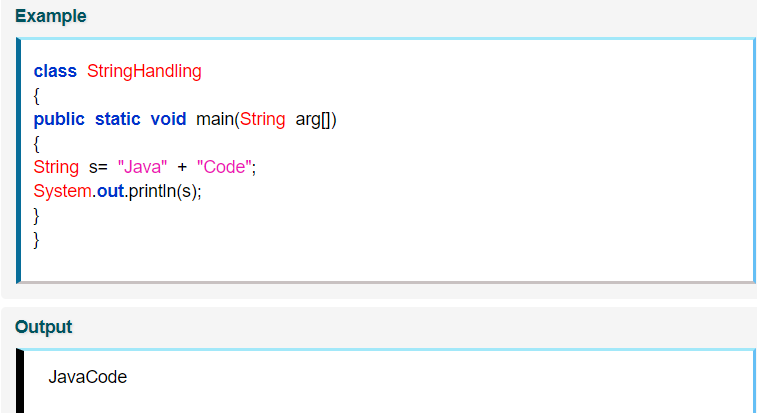 Example
class StringHandling
{
public static void main(String arg[])
{
String s= "Java" + "Code";
System.out.println(s);
}
}
Output
JavaCode